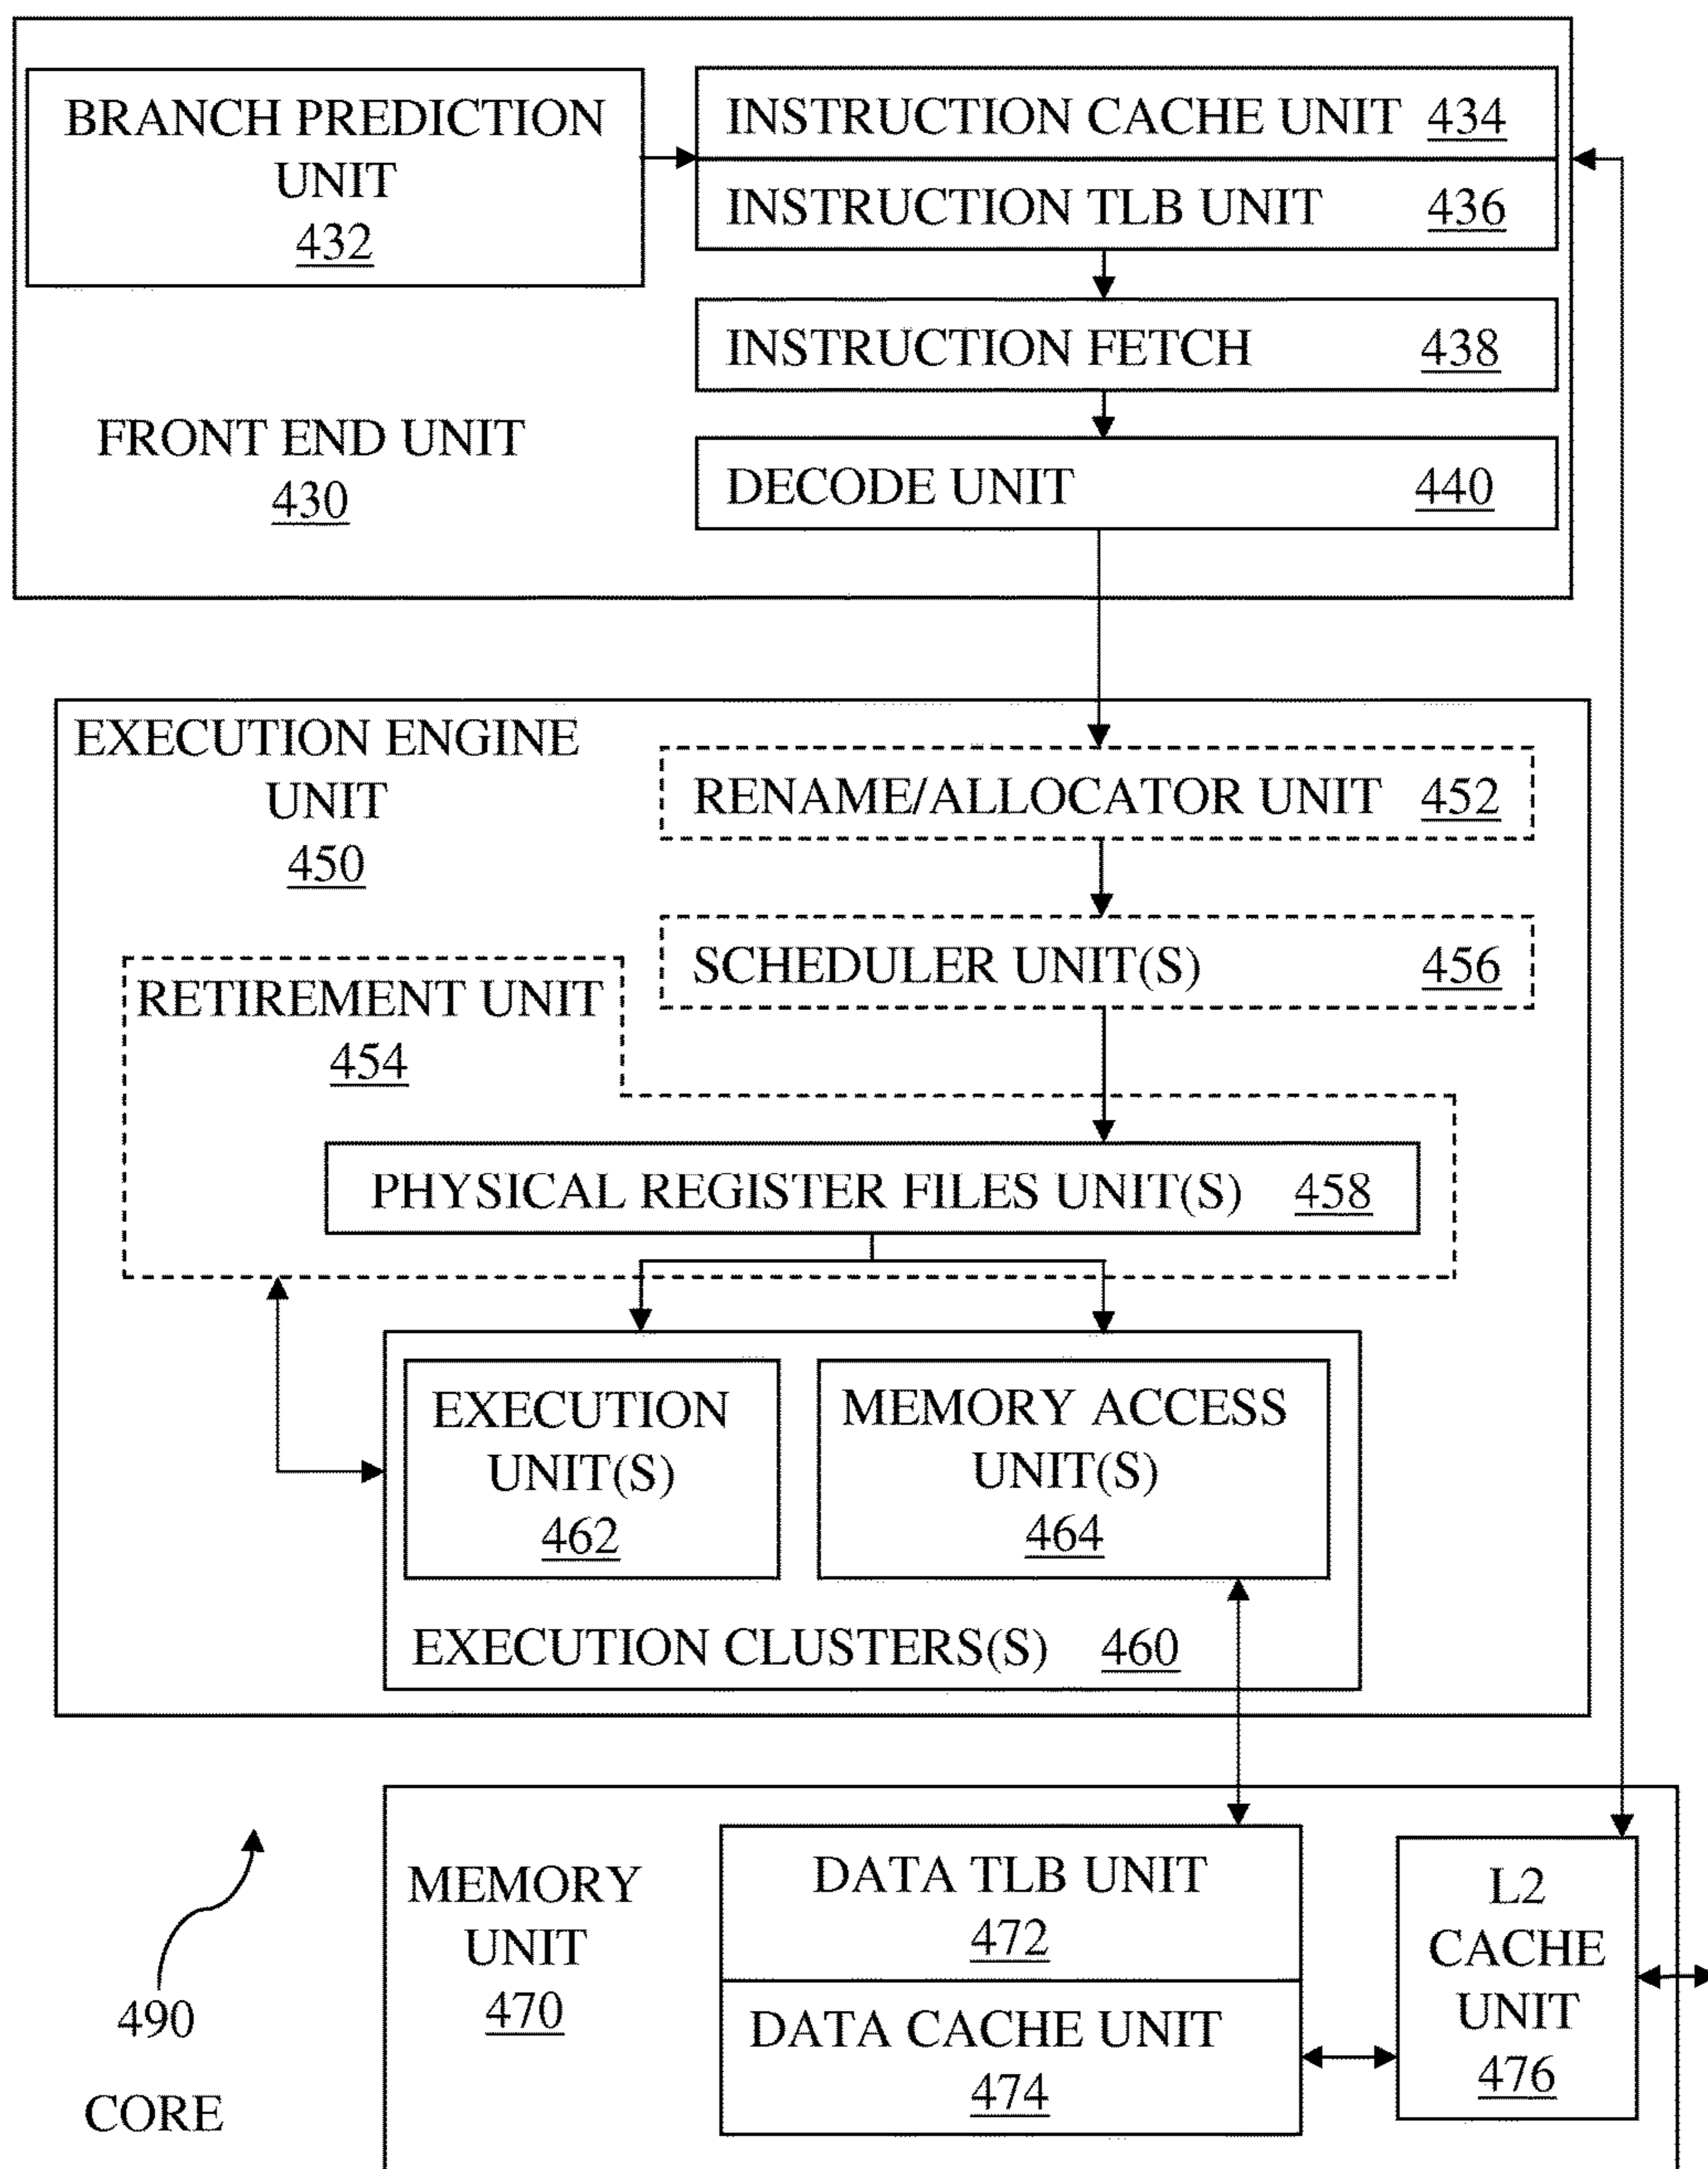 BRANCH PREDICTION
UNIT
432
INSTRUCTION CACHE UNIT 434
INSTRUCTION TLB UNIT 436
INSTRUCTION FETCH 438
FRONT END UNIT
430
DECODE UNIT 440
EXECUTION ENGINE
UNIT
450
RENAME/ALLOCATOR UNIT 452
SCHEDULER UNIT(S) 456
RETIREMENT UNIT
454
PHYSICAL REGISTER FILES UNIT(S) 458
EXECUTION
UNIT(S)
462
MEMORY ACCESS
UNIT(S)
464
EXECUTION CLUSTERS(S) 460
MEMORY
UNIT
470
DATA TLB UNIT
472
DATA CACHE UNIT
474
L2
CACHE
UNIT
476
490
CORE